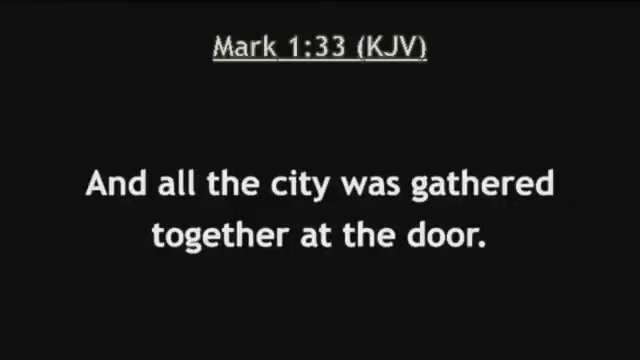 Mark 1:33 (KJV)
And all the city was gathered
together at the door.